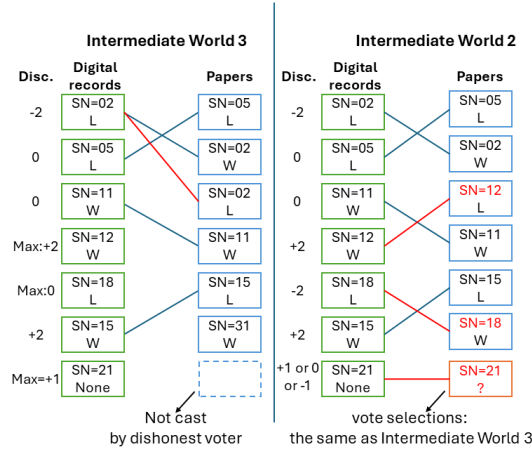 Intermediate World 3
Disc.
Digital
records
Papers
-2
SN=02
L
SN=05
L
0
SN=05
L
SN=02
W
0
SN=11
W
SN=02
L
Max:+2
SN=12
W
SN=11
W
Max:0
SN=18
L
SN=15
L
+2
SN=15
W
SN=31
W
Max=+1
SN=21
None
Not cast
by dishonest voter
Intermediate World 2
Disc.
Digital
records
Papers
-2
SN=02
L
SN=05
L
0
SN=05
L
SN=02
W
0
SN=11
W
SN=12
L
+2
SN=12
W
SN=11
W
-2
SN=18
L
SN=15
L
+2
SN=15
W
SN=18
W
+1 or 0
or -1
SN=21
None
SN=21
?
vote selections:
the same as Intermediate World 3